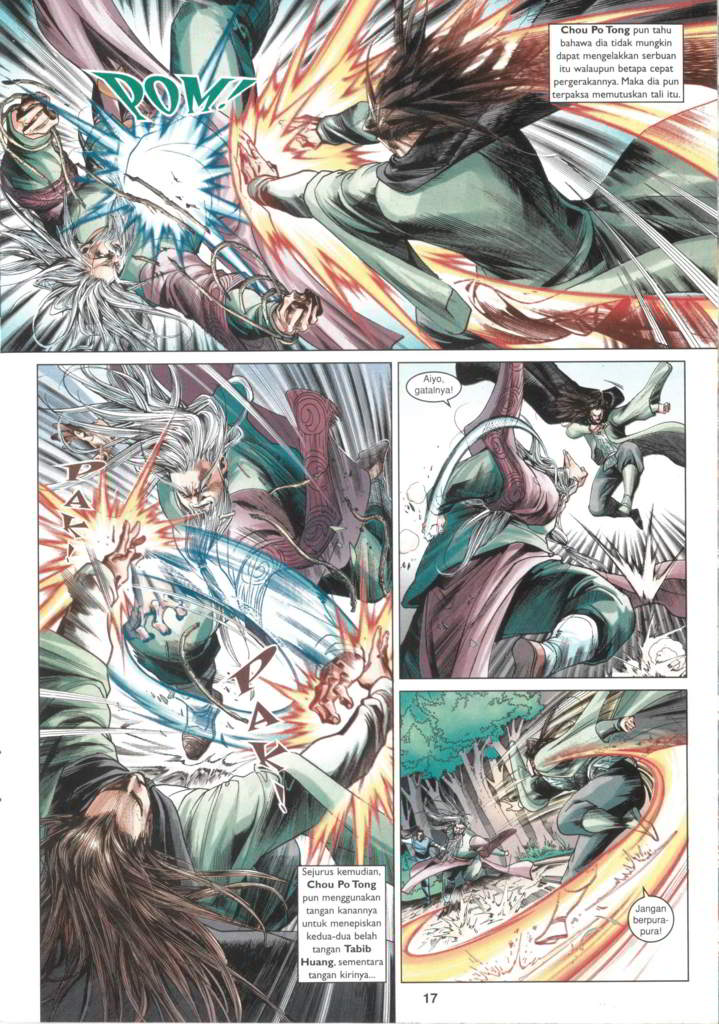 Chou Po Tong pun tahu
bahawa dia tidak mungkin
dapat mengelakkan serbuan
itu walaupun betapa cepat
pergerakannya. Maka dia pun
terpaksa memutuskan tali itu.
POM!
PAK!
PAK!
Sejurus kemudian,
Chou Po Tong
pun menggunakan
tangan kanannya
untuk menepiskan
kedua-dua belah
tangan Tabib
Huang, sementara
tangan kirinya...
Aiyo,
gatalnya!
Jangan
berpura-
pura!
17